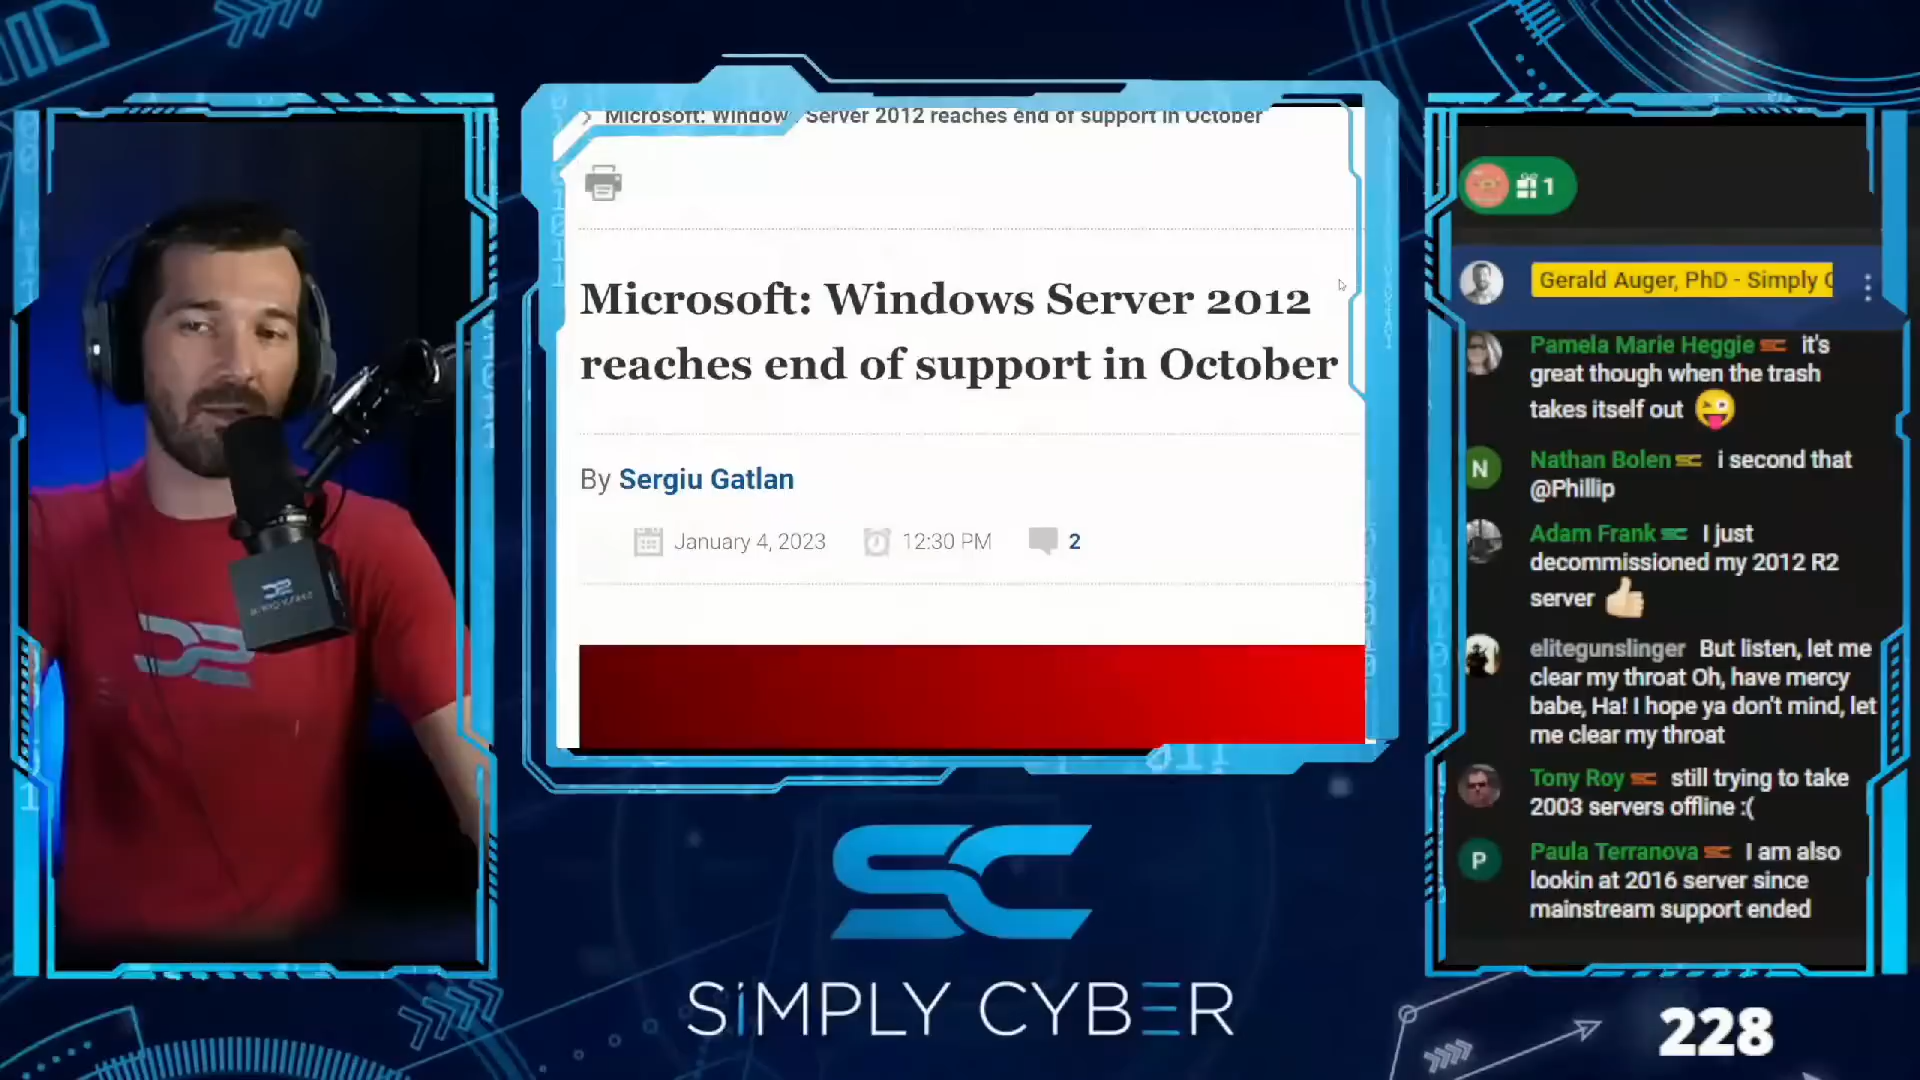 Microsoft: Window Server 2012 reaches end of support in October
Microsoft: Windows Server 2012
reaches end of support in October
By Sergiu Gatlan
January 4, 2023 12:30 PM 2
SC
SiMPLY CYBER
1
Gerald Auger, PhD - Simply C
Pamela Marie Heggie it's
great though when the trash
takes itself out 😜
N
Nathan Bolen i second that
@Phillip
Adam Frank I just
decommissioned my 2012 R2
server 👍🏻
elitegunslinger But listen, let me
clear my throat Oh, have mercy
babe, Ha! I hope ya don't mind, let
me clear my throat
Tony Roy still trying to take
2003 servers offline :(
P
Paula Terranova I am also
lookin at 2016 server since
mainstream support ended
228